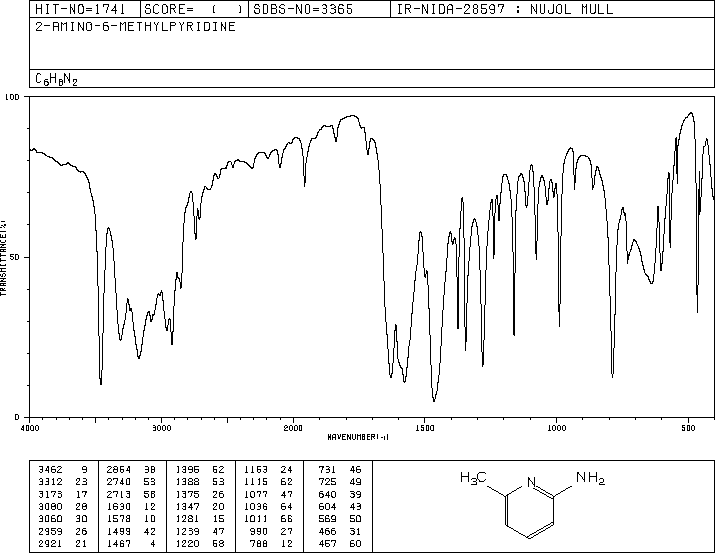 HIT-NO=1741 SCORE= ( ) SDBS-NO=3365 IR-NIDA-28597 : NUJOL MULL
2-AMINO-6-METHYLPYRIDINE
C6H8N2
100
TRANSMITTANCE(%)
50
0
4000 3000 2000 1500 1000 500
WAVENUMBER(-1)
3462 9 2854 38 1396 52 1163 24 731 46
3312 23 2740 53 1388 53 1115 62 725 49
3173 17 2713 58 1375 26 1077 47 640 39
3080 28 1630 12 1347 20 1036 64 604 43
3060 30 1578 10 1281 15 1011 66 569 50
2959 26 1499 42 1239 47 990 27 466 31
2921 21 1467 4 1220 58 788 12 457 60
H3C N NH2